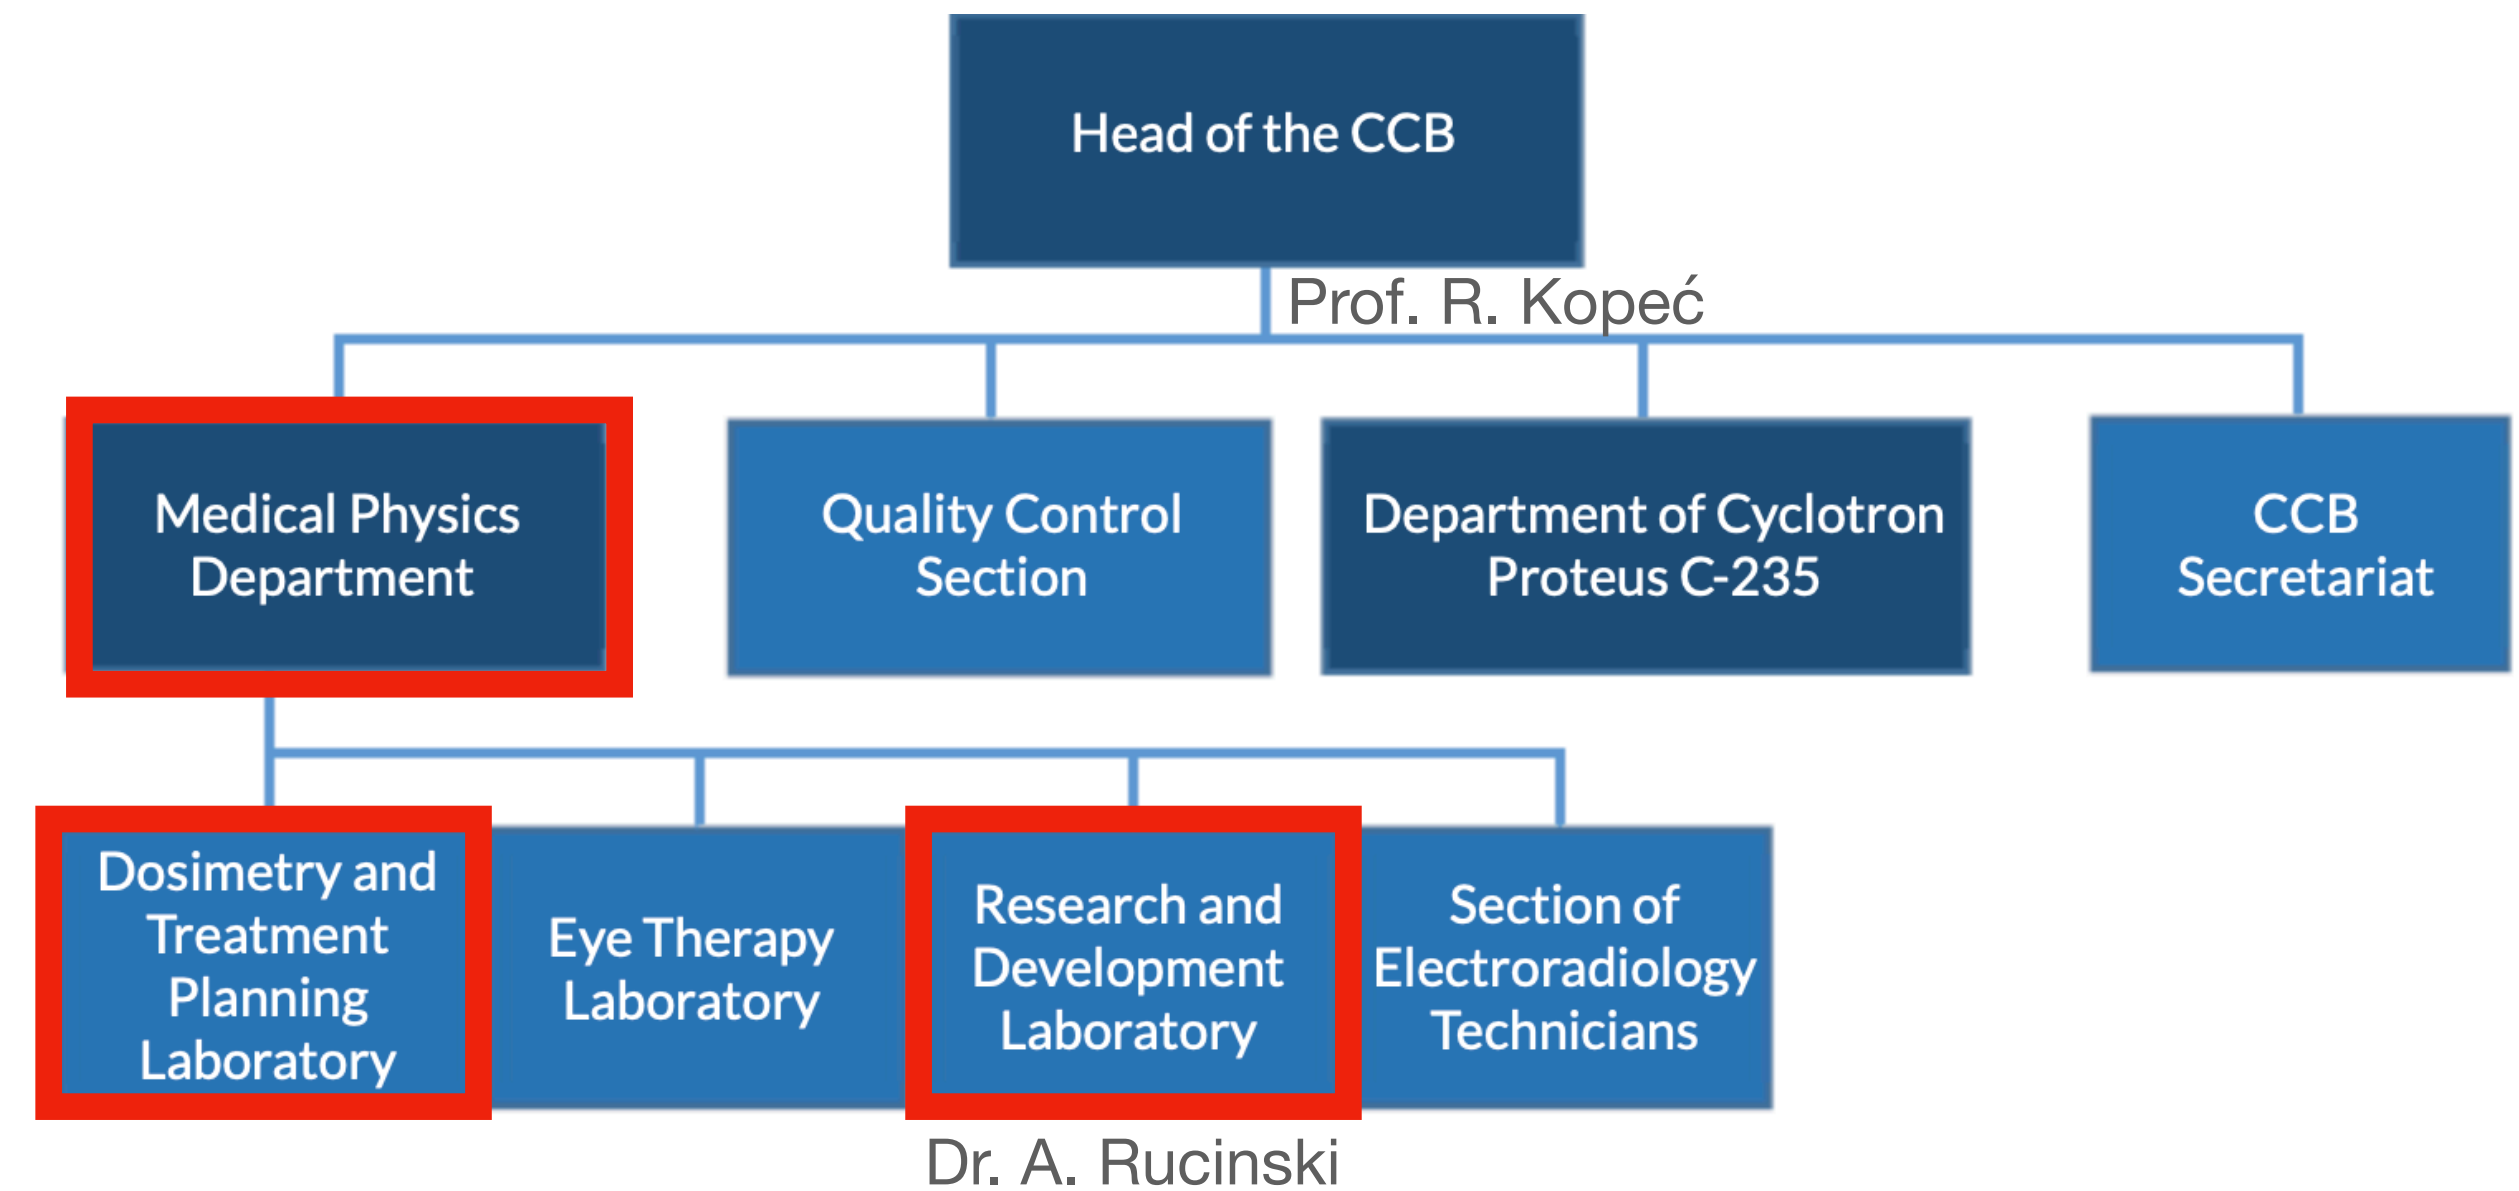 Head of the CCB
Prof. R. Kopeć
Medical Physics
Department
Quality Control
Section
Department of Cyclotron
Proteus C-235
CCB
Secretariat
Dosimetry and
Treatment
Planning
Laboratory
Eye Therapy
Laboratory
Research and
Development
Laboratory
Section of
Electroradiology
Technicians
Dr. A. Rucinski